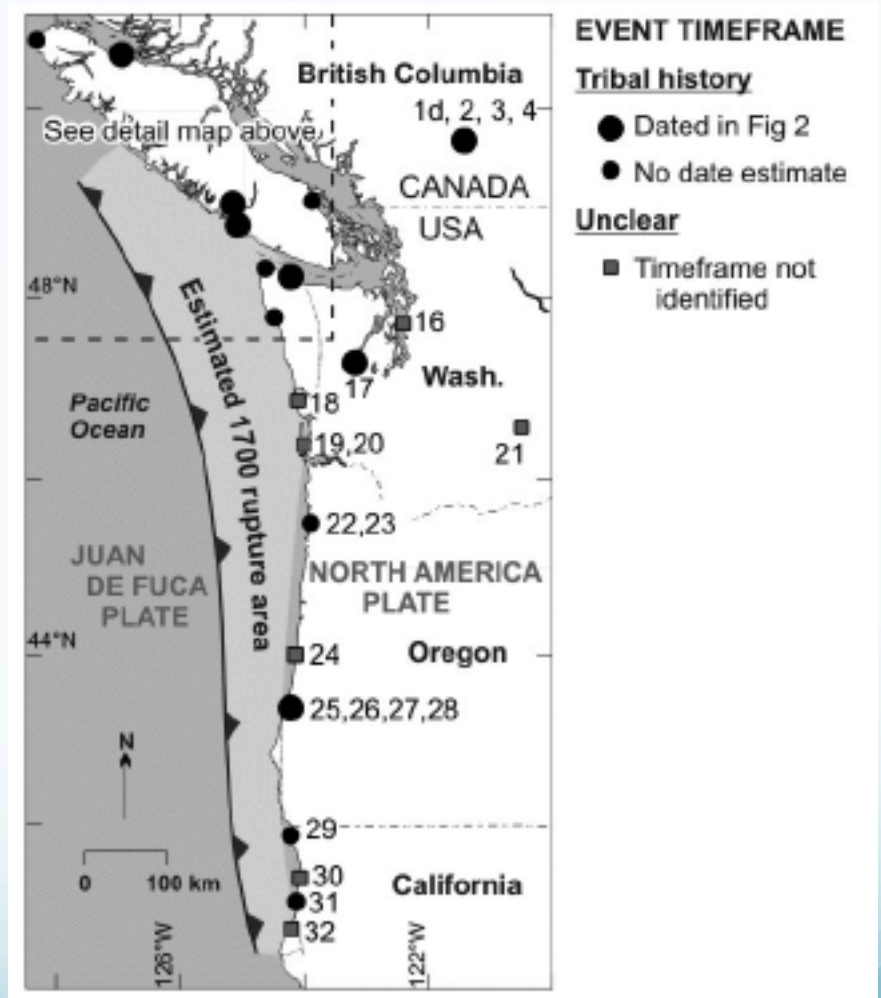 British Columbia
1d, 2, 3, 4
See detail map above
CANADA
USA
48°N
16
Estimated 1700 rupture area
17
Wash.
Pacific
Ocean
18
19,20
21
22,23
JUAN
DE FUCA
PLATE
NORTH AMERICA
PLATE
44°N
24
Oregon
25,26,27,28
N
29
0 100 km
30
California
31
32
126°W
122°W
EVENT TIMEFRAME
Tribal history
Dated in Fig 2
No date estimate
Unclear
Timeframe not
identified